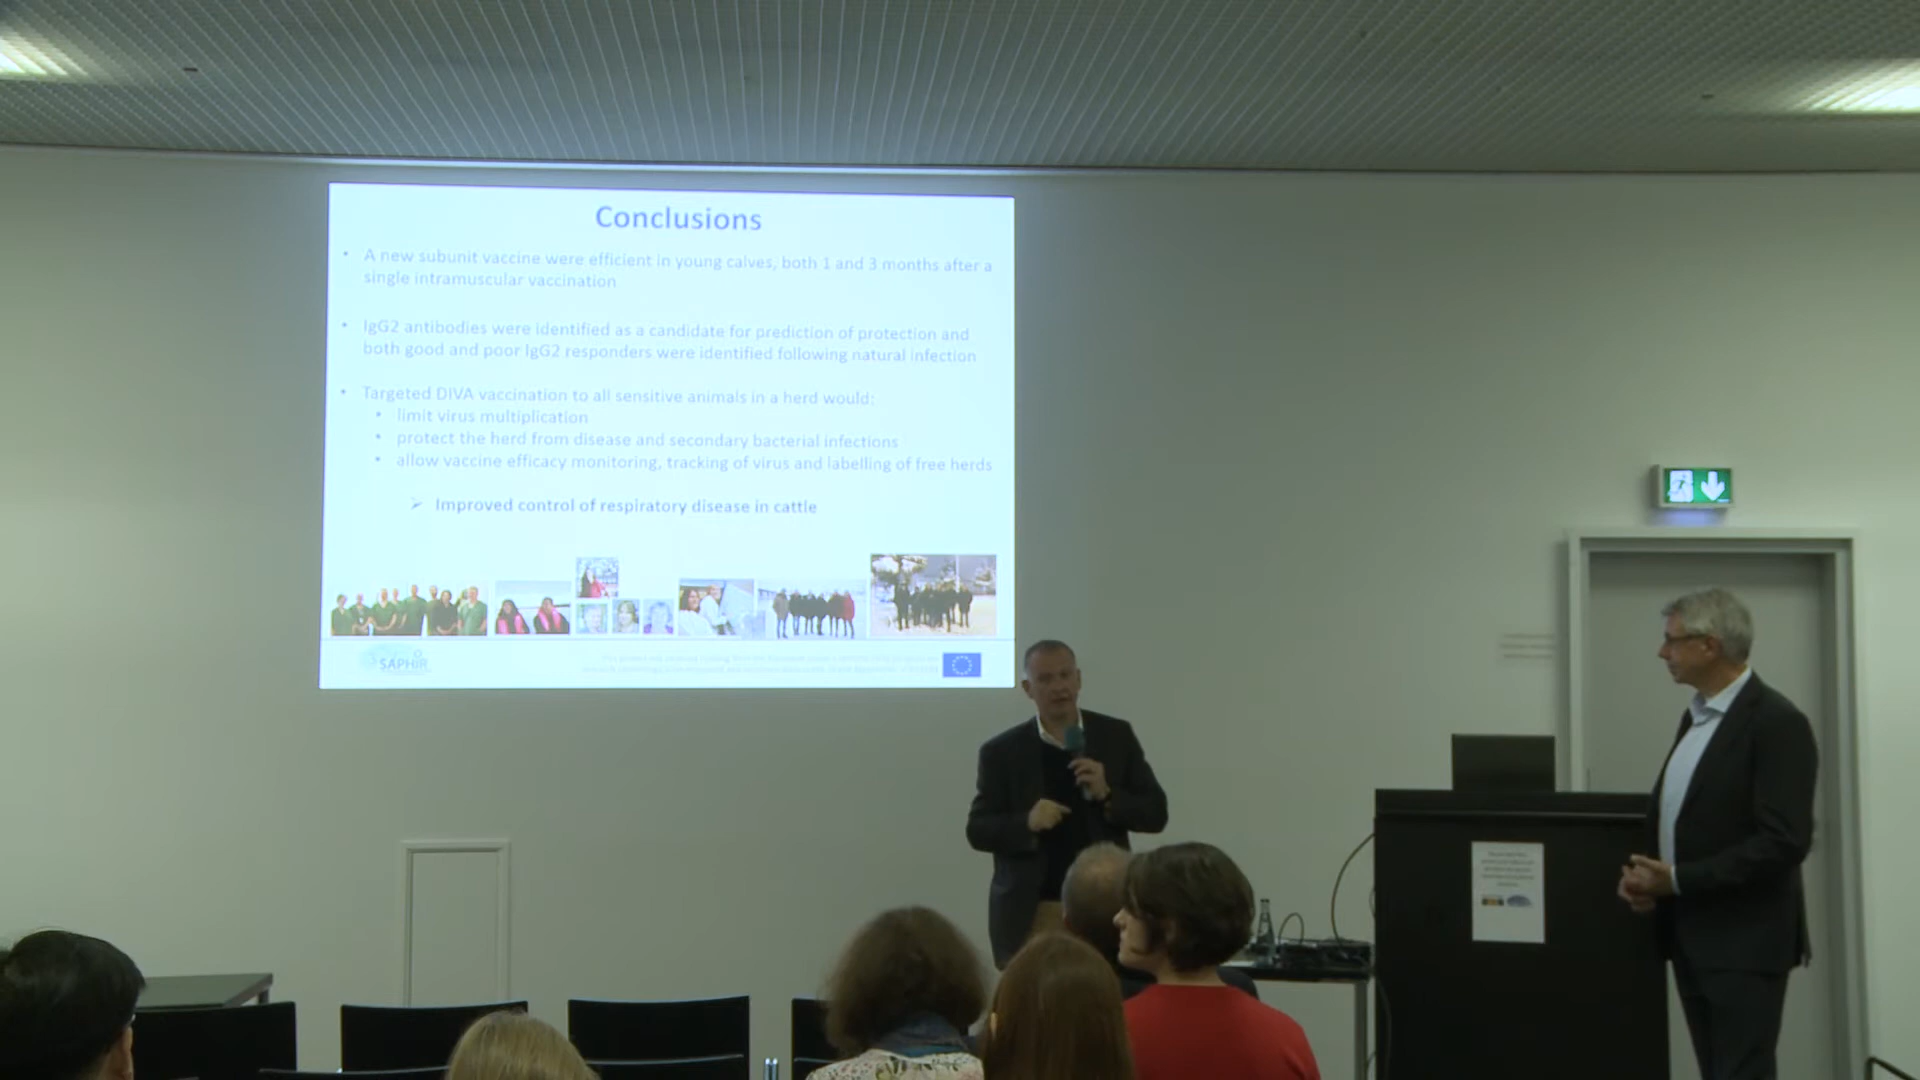 Conclusions
• A new subunit vaccine were efficient in young calves, both 1 and 3 months after a
single intramuscular vaccination
• IgG2 antibodies were identified as a candidate for prediction of protection and
both good and poor IgG2 responders were identified following natural infection
• Targeted DIVA vaccination to all sensitive animals in a herd would:
• limit virus multiplication
• protect the herd from disease and secondary bacterial infections
• allow vaccine efficacy monitoring, tracking of virus and labelling of free herds
➢ Improved control of respiratory disease in cattle
SAPHIR